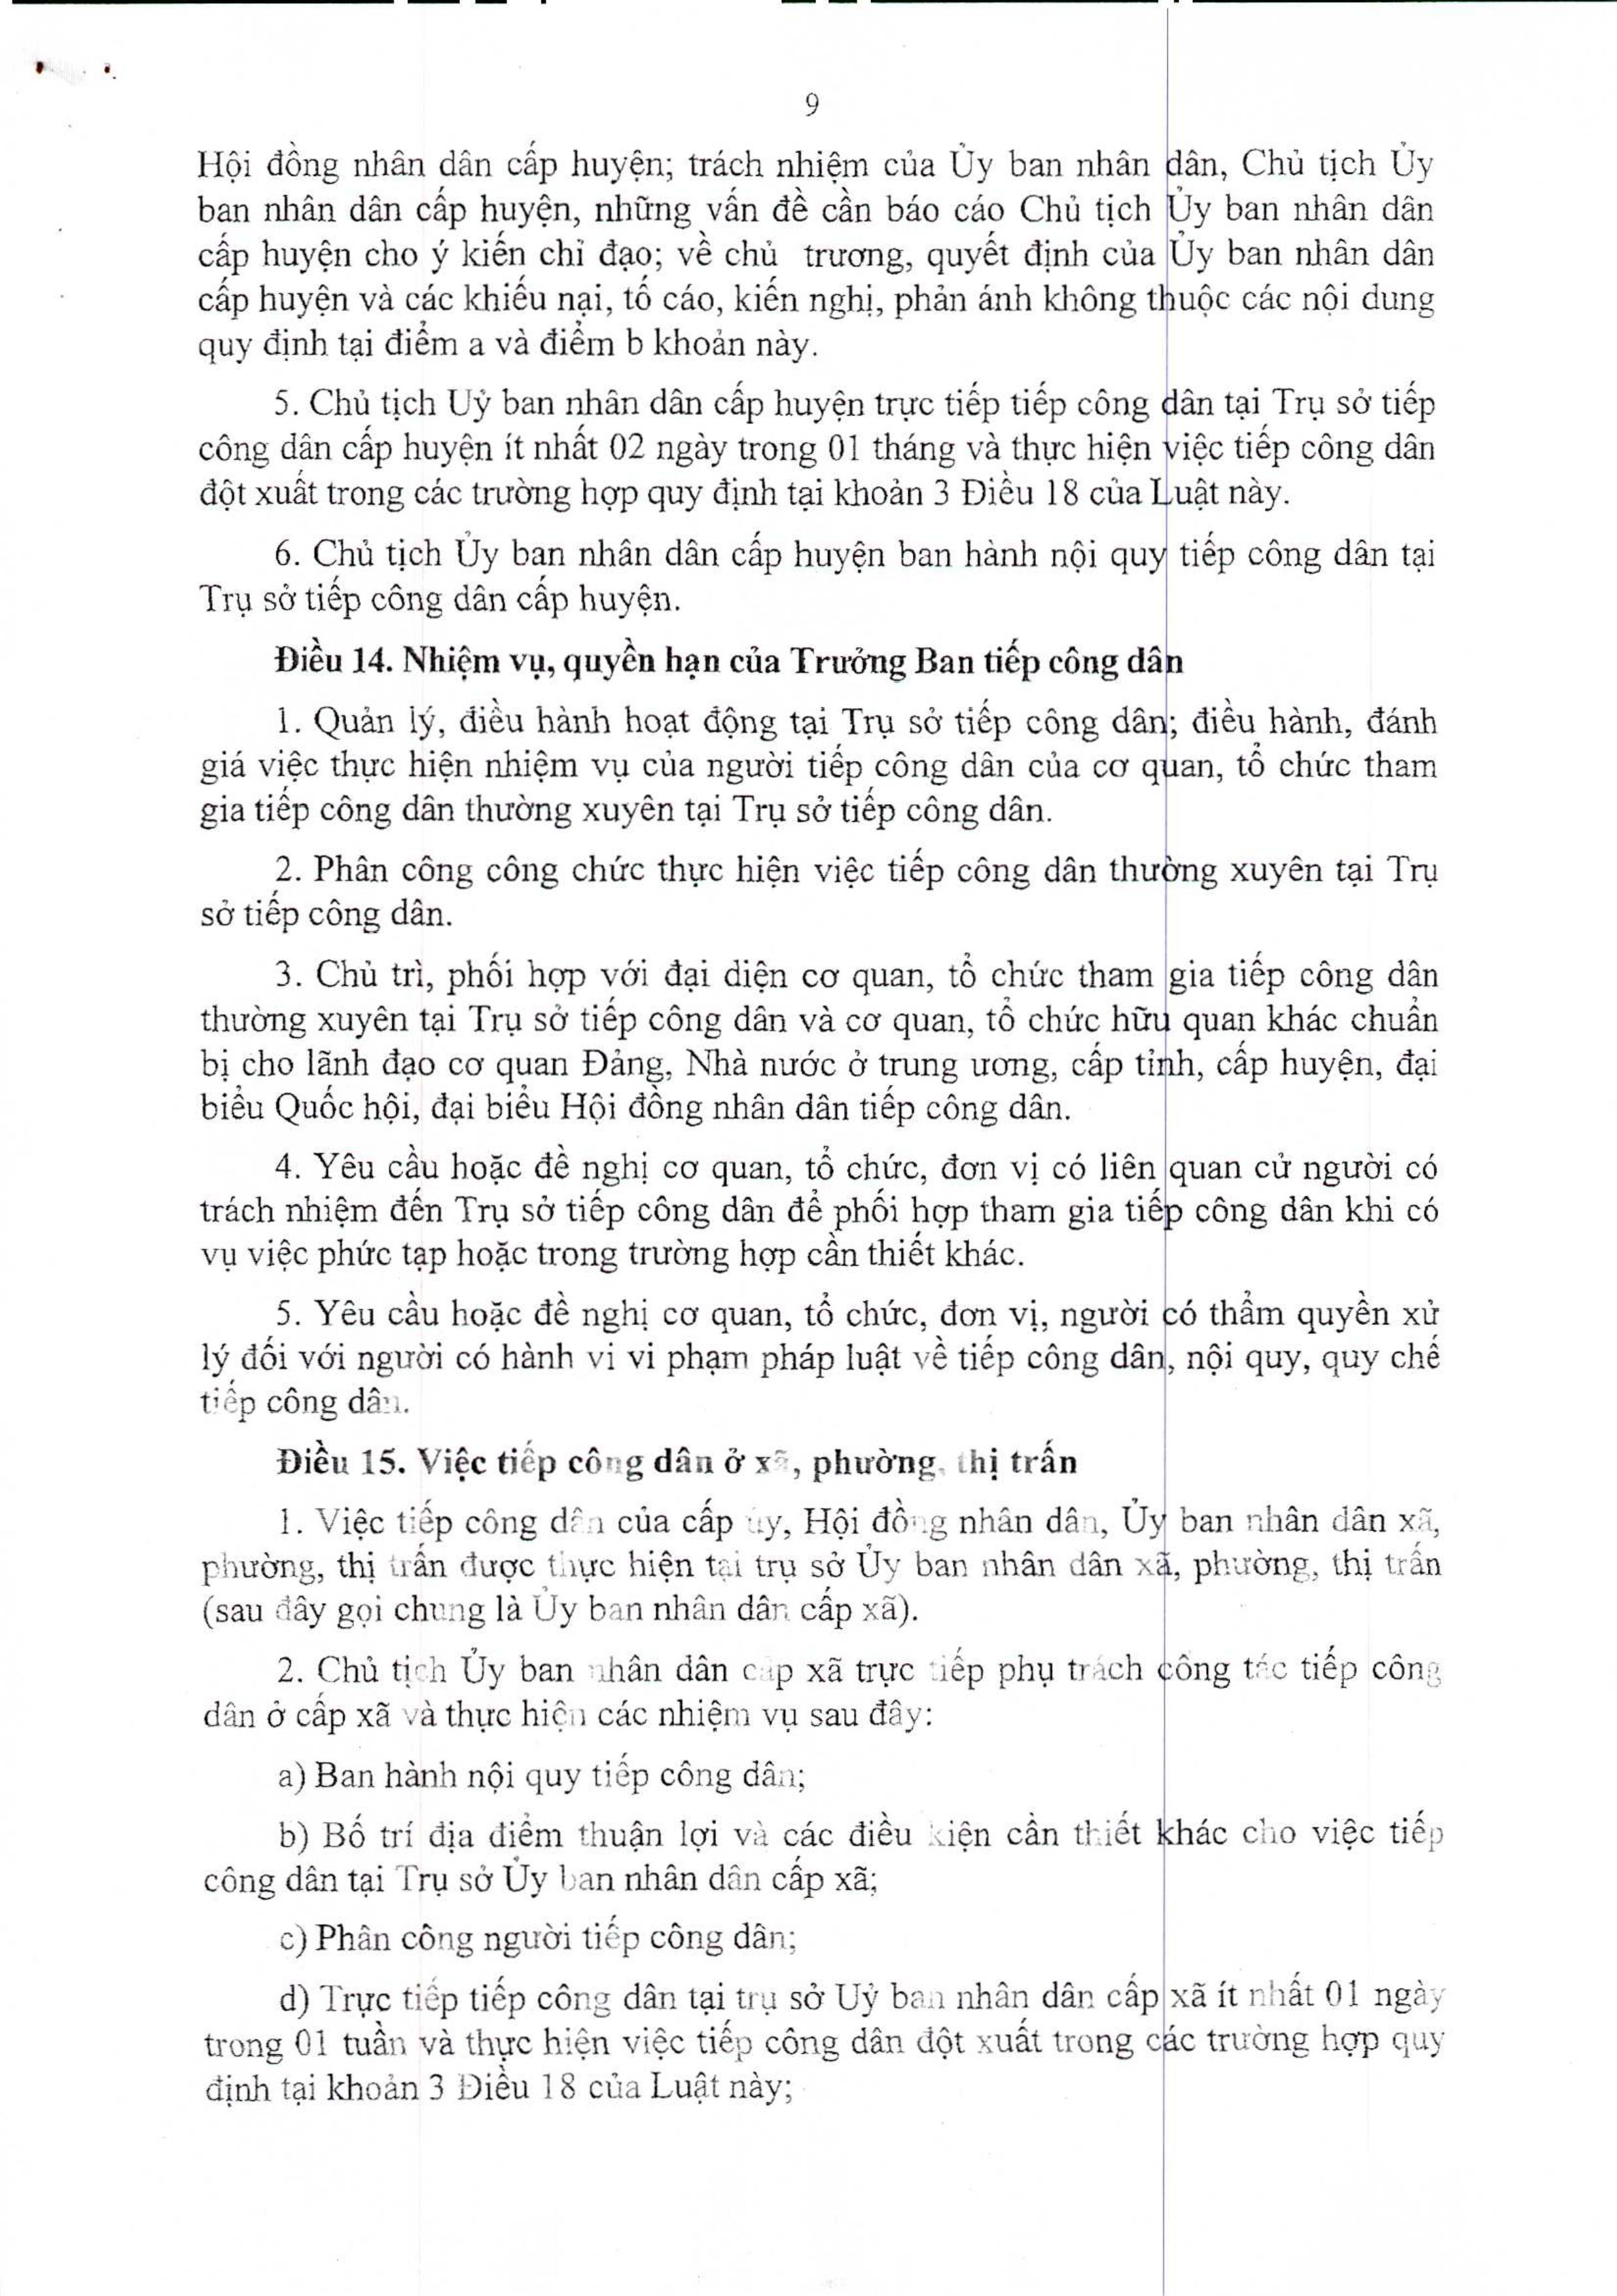 9
Hội đồng nhân dân cấp huyện; trách nhiệm của Ủy ban nhân dân, Chủ tịch Ủy
ban nhân dân cấp huyện, những vấn đề cần báo cáo Chủ tịch Ủy ban nhân dân
cấp huyện cho ý kiến chỉ đạo; về chủ trương, quyết định của Ủy ban nhân dân
cấp huyện và các khiếu nại, tố cáo, kiến nghị, phản ánh không thuộc các nội dung
quy định tại điểm a và điểm b khoản này.
5. Chủ tịch Uỷ ban nhân dân cấp huyện trực tiếp tiếp công dân tại Trụ sở tiếp
công dân cấp huyện ít nhất 02 ngày trong 01 tháng và thực hiện việc tiếp công dân
đột xuất trong các trường hợp quy định tại khoản 3 Điều 18 của Luật này.
6. Chủ tịch Ủy ban nhân dân cấp huyện ban hành nội quy tiếp công dân tại
Trụ sở tiếp công dân cấp huyện.
Điều 14. Nhiệm vụ, quyền hạn của Trưởng Ban tiếp công dân
1. Quản lý, điều hành hoạt động tại Trụ sở tiếp công dân; điều hành, đánh
giá việc thực hiện nhiệm vụ của người tiếp công dân của cơ quan, tổ chức tham
gia tiếp công dân thường xuyên tại Trụ sở tiếp công dân.
2. Phân công công chức thực hiện việc tiếp công dân thường xuyên tại Trụ
sở tiếp công dân.
3. Chủ trì, phối hợp với đại diện cơ quan, tổ chức tham gia tiếp công dân
thường xuyên tại Trụ sở tiếp công dân và cơ quan, tổ chức hữu quan khác chuẩn
bị cho lãnh đạo cơ quan Đảng, Nhà nước ở trung ương, cấp tỉnh, cấp huyện, đại
biểu Quốc hội, đại biểu Hội đồng nhân dân tiếp công dân.
4. Yêu cầu hoặc đề nghị cơ quan, tổ chức, đơn vị có liên quan cử người có
trách nhiệm đến Trụ sở tiếp công dân để phối hợp tham gia tiếp công dân khi có
vụ việc phức tạp hoặc trong trường hợp cần thiết khác.
5. Yêu cầu hoặc đề nghị cơ quan, tổ chức, đơn vị, người có thẩm quyền xử
lý đối với người có hành vi vi phạm pháp luật về tiếp công dân, nội quy, quy chế
tiếp công dân.
Điều 15. Việc tiếp công dân ở xã, phường, thị trấn
1. Việc tiếp công dân của cấp ủy, Hội đồng nhân dân, Ủy ban nhân dân xã,
phường, thị trấn được thực hiện tại trụ sở Ủy ban nhân dân xã, phường, thị trấn
(sau đây gọi chung là Ủy ban nhân dân cấp xã).
2. Chủ tịch Ủy ban nhân dân cấp xã trực tiếp phụ trách công tác tiếp công
dân ở cấp xã và thực hiện các nhiệm vụ sau đây:
a) Ban hành nội quy tiếp công dân;
b) Bố trí địa điểm thuận lợi và các điều kiện cần thiết khác cho việc tiếp
công dân tại Trụ sở Ủy ban nhân dân cấp xã;
c) Phân công người tiếp công dân;
d) Trực tiếp tiếp công dân tại trụ sở Uỷ ban nhân dân cấp xã ít nhất 01 ngày
trong 01 tuần và thực hiện việc tiếp công dân đột xuất trong các trường hợp quy
định tại khoản 3 Điều 18 của Luật này;